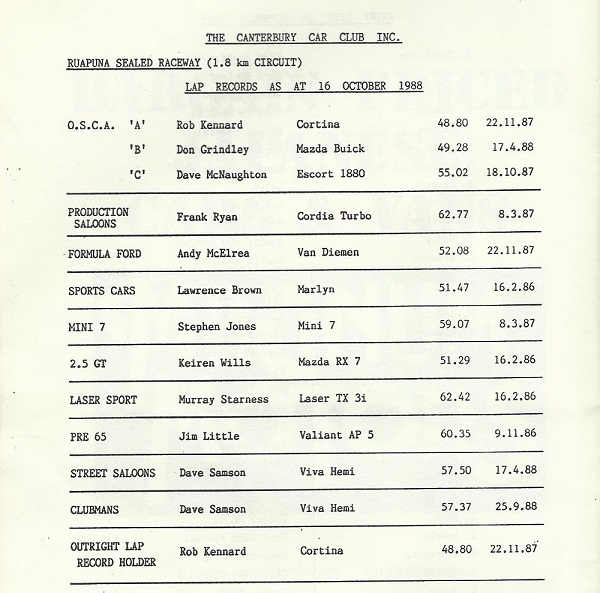 THE CANTERBURY CAR CLUB INC.
RUAPUNA SEALED RACEWAY (1.8 km CIRCUIT)
LAP RECORDS AS AT 16 OCTOBER 1988
O.S.C.A. 'A' Rob Kennard Cortina 48.80 22.11.87
'B' Don Grindley Mazda Buick 49.28 17.4.88
'C' Dave McNaughton Escort 1880 55.02 18.10.87
PRODUCTION
SALOONS Frank Ryan Cordia Turbo 62.77 8.3.87
FORMULA FORD Andy McElrea Van Diemen 52.08 22.11.87
SPORTS CARS Lawrence Brown Marlyn 51.47 16.2.86
MINI 7 Stephen Jones Mini 7 59.07 8.3.87
2.5 GT Keiren Wills Mazda RX 7 51.29 16.2.86
LASER SPORT Murray Starness Laser TX 3i 62.42 16.2.86
PRE 65 Jim Little Valiant AP 5 60.35 9.11.86
STREET SALOONS Dave Samson Viva Hemi 57.50 17.4.88
CLUBMANS Dave Samson Viva Hemi 57.37 25.9.88
OUTRIGHT LAP
RECORD HOLDER Rob Kennard Cortina 48.80 22.11.87